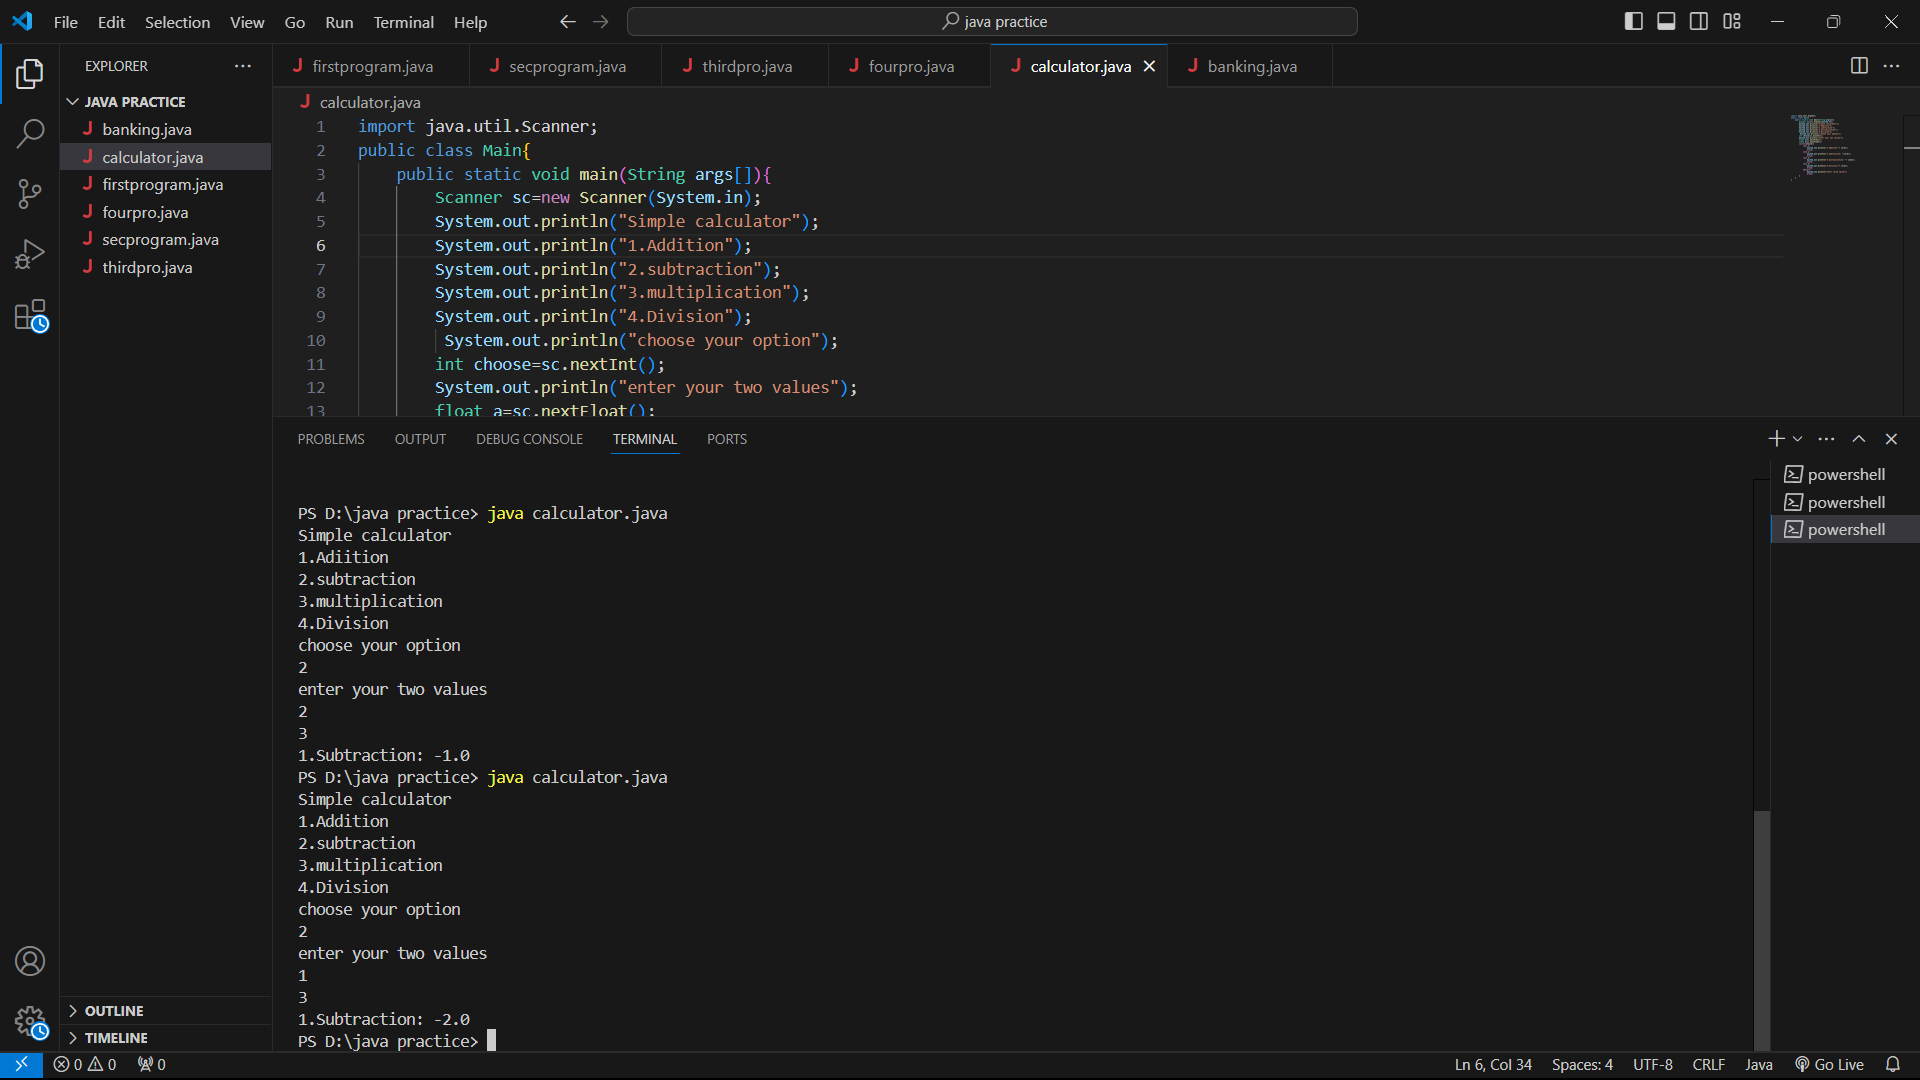 File Edit Selection View Go Run Terminal Help
java practice
EXPLORER
JAVA PRACTICE
banking.java
calculator.java
firstprogram.java
fourpro.java
secprogram.java
thirdpro.java
OUTLINE
TIMELINE
firstprogram.java secprogram.java thirdpro.java fourpro.java calculator.java banking.java
calculator.java
1 import java.util.Scanner;
2 public class Main{
3 public static void main(String args[]){
4 Scanner sc=new Scanner(System.in);
5 System.out.println("Simple calculator");
6 System.out.println("1.Addition");
7 System.out.println("2.subtraction");
8 System.out.println("3.multiplication");
9 System.out.println("4.Division");
10 System.out.println("choose your option");
11 int choose=sc.nextInt();
12 System.out.println("enter your two values");
13 float a=sc.nextFloat();
PROBLEMS OUTPUT DEBUG CONSOLE TERMINAL PORTS
PS D:\java practice> java calculator.java
Simple calculator
1.Adiition
2.subtraction
3.multiplication
4.Division
choose your option
2
enter your two values
2
3
1.Subtraction: -1.0
PS D:\java practice> java calculator.java
Simple calculator
1.Addition
2.subtraction
3.multiplication
4.Division
choose your option
2
enter your two values
1
3
1.Subtraction: -2.0
PS D:\java practice>
powershell
powershell
powershell
0 0 0
Ln 6, Col 34 Spaces: 4 UTF-8 CRLF Java Go Live